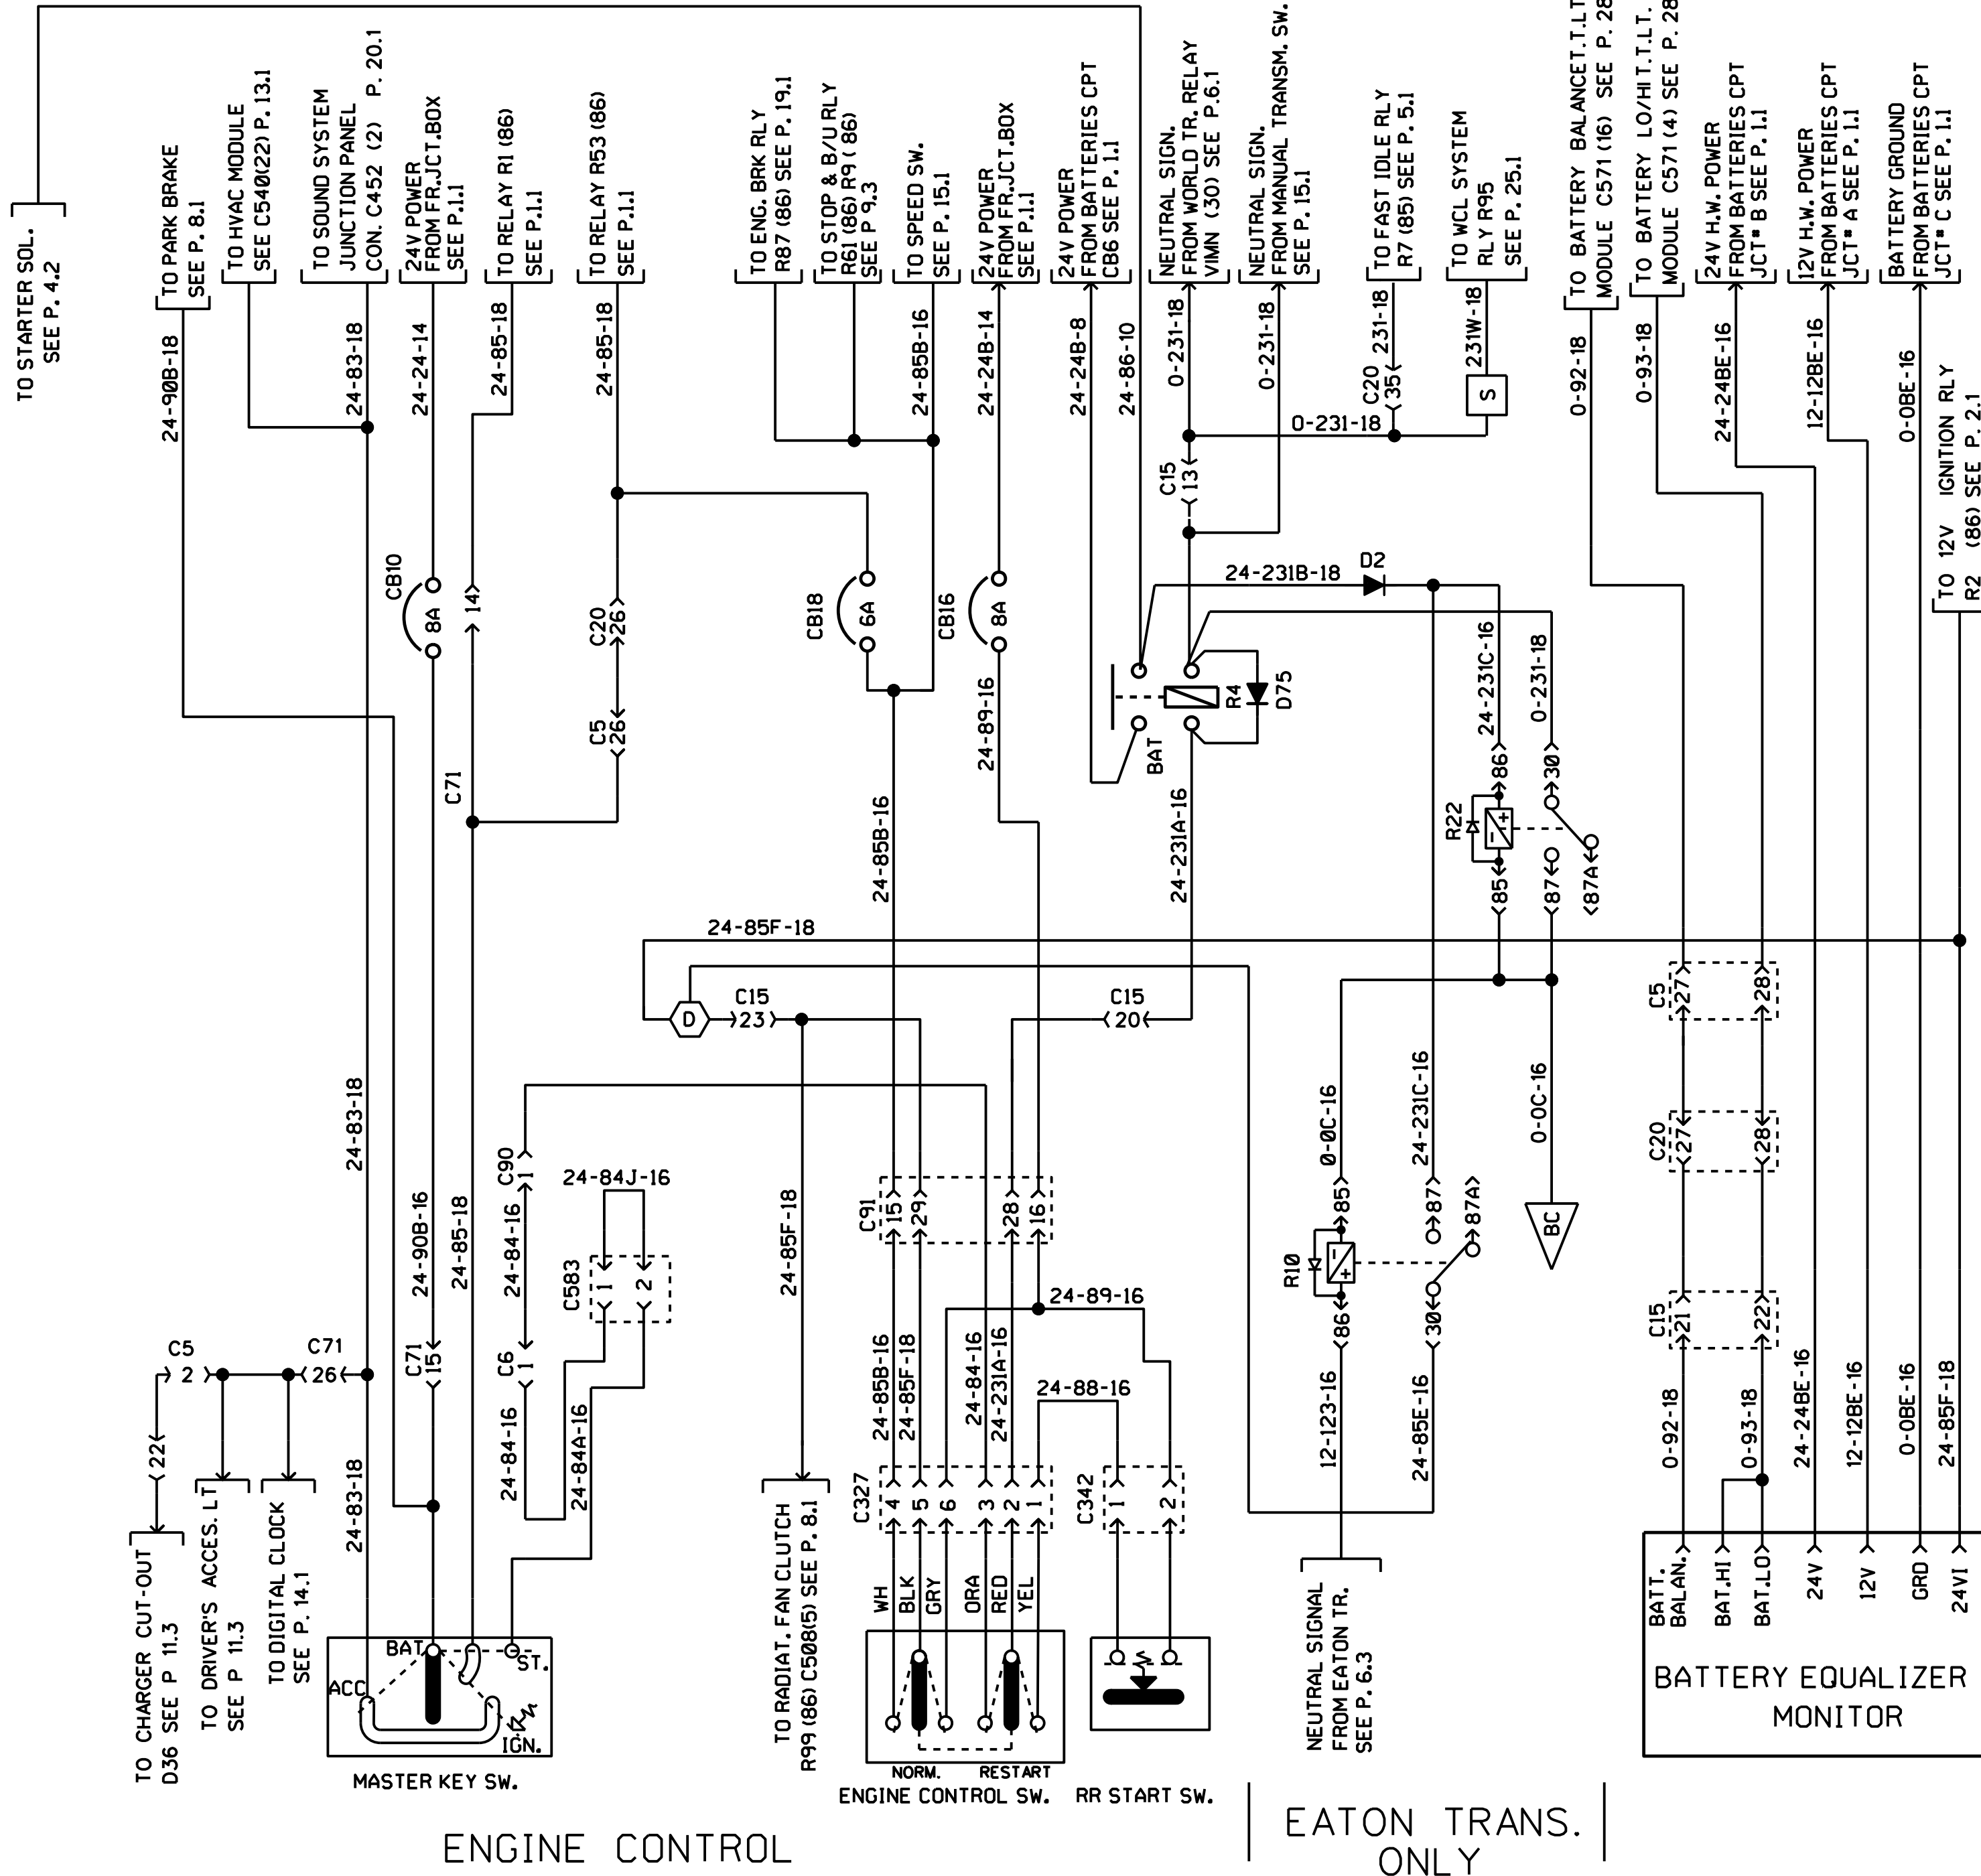 TO STARTER SOL.
SEE P. 4.2
TO PARK BRAKE
SEE P. 8.1
TO HVAC MODULE
SEE C540(22) P. 13.1
TO SOUND SYSTEM
JUNCTION PANEL
CON. C452 (2) P. 20.1
24V POWER
FROM FR.JCT.BOX
SEE P.1.1
TO RELAY R1 (86)
SEE P.1.1
TO RELAY R53 (86)
SEE P.1.1
TO ENG. BRK RLY
R87 (86) SEE P. 19.1
TO STOP & B/U RLY
R61 (86) R9 (86)
SEE P 9.3
TO SPEED SW.
SEE P. 15.1
24V POWER
FROM FR.JCT.BOX
SEE P.1.1
24V POWER
FROM BATTERIES CPT
CB6 SEE P. 1.1
NEUTRAL SIGN.
FROM WORLD TR. RELAY
VIMN (30) SEE P.6.1
NEUTRAL SIGN.
FROM MANUAL TRANSM. SW.
SEE P. 15.1
TO FAST IDLE RLY
R7 (85) SEE P. 5.1
TO WCL SYSTEM
RLY R95
SEE P. 25.1
TO BATTERY BALANCET.T.LT
MODULE C571 (16) SEE P. 28
TO BATTERY LO/HI T.T.LT.
MODULE C571 (4) SEE P. 28
24V H.W. POWER
FROM BATTERIES CPT
JCT# B SEE P. 1.1
12V H.W. POWER
FROM BATTERIES CPT
JCT# A SEE P. 1.1
BATTERY GROUND
FROM BATTERIES CPT
JCT# C SEE P. 1.1
TO 12V IGNITION RLY
R2 (86) SEE P. 2.1
24-90B-18
24-83-18
24-24-14
24-85-18
24-85-18
24-85B-16
24-24B-14
24-24B-8
24-86-10
0-231-18
0-231-18
231-18
C20
35
231W-18
S
0-231-18
0-92-18
0-93-18
24-24BE-16
12-12BE-16
0-0BE-16
C15
13
CB10
8A
14
C20
26
C5
26
C71
CB18
6A
CB16
8A
24-89-16
24-231B-18
D2
R4
D75
BAT
24-231C-16
0-231-18
R22
86
30
85
87
87A
24-85B-16
24-231A-16
24-85F-18
D
C15
23
C15
20
C5
27
28
C20
27
28
C15
21
22
24-83-18
24-90B-16
24-85-18
C90
1
24-84-16
C6
1
24-84J-16
C583
1
2
24-85F-18
C91
15
29
28
16
24-89-16
24-88-16
24-85B-16
24-85F-18
24-84-16
24-231A-16
0-0C-16
24-231C-16
0-0C-16
BC
R10
85
87
87A
86
30
12-123-16
24-85E-16
C5
2
C71
26
22
C71
15
24-83-18
24-84-16
24-84A-16
C327
4
5
6
3
2
1
C342
1
2
WH
BLK
GRY
ORA
RED
YEL
0-92-18
0-93-18
24-24BE-16
12-12BE-16
0-0BE-16
24-85F-18
TO CHARGER CUT-OUT
D36 SEE P 11.3
TO DRIVER'S ACCES. LT
SEE P 11.3
TO DIGITAL CLOCK
SEE P. 14.1
BAT
ST.
ACC
IGN.
MASTER KEY SW.
TO RADIAT. FAN CLUTCH
R99 (86) C508(5) SEE P. 8.1
NORM.
RESTART
ENGINE CONTROL SW.
RR START SW.
NEUTRAL SIGNAL
FROM EATON TR.
SEE P. 6.3
BATT.
BALAN.
BAT.HI
BAT.LO
24V
12V
GRD
24VI
BATTERY EQUALIZER
MONITOR
ENGINE CONTROL
EATON TRANS.
ONLY